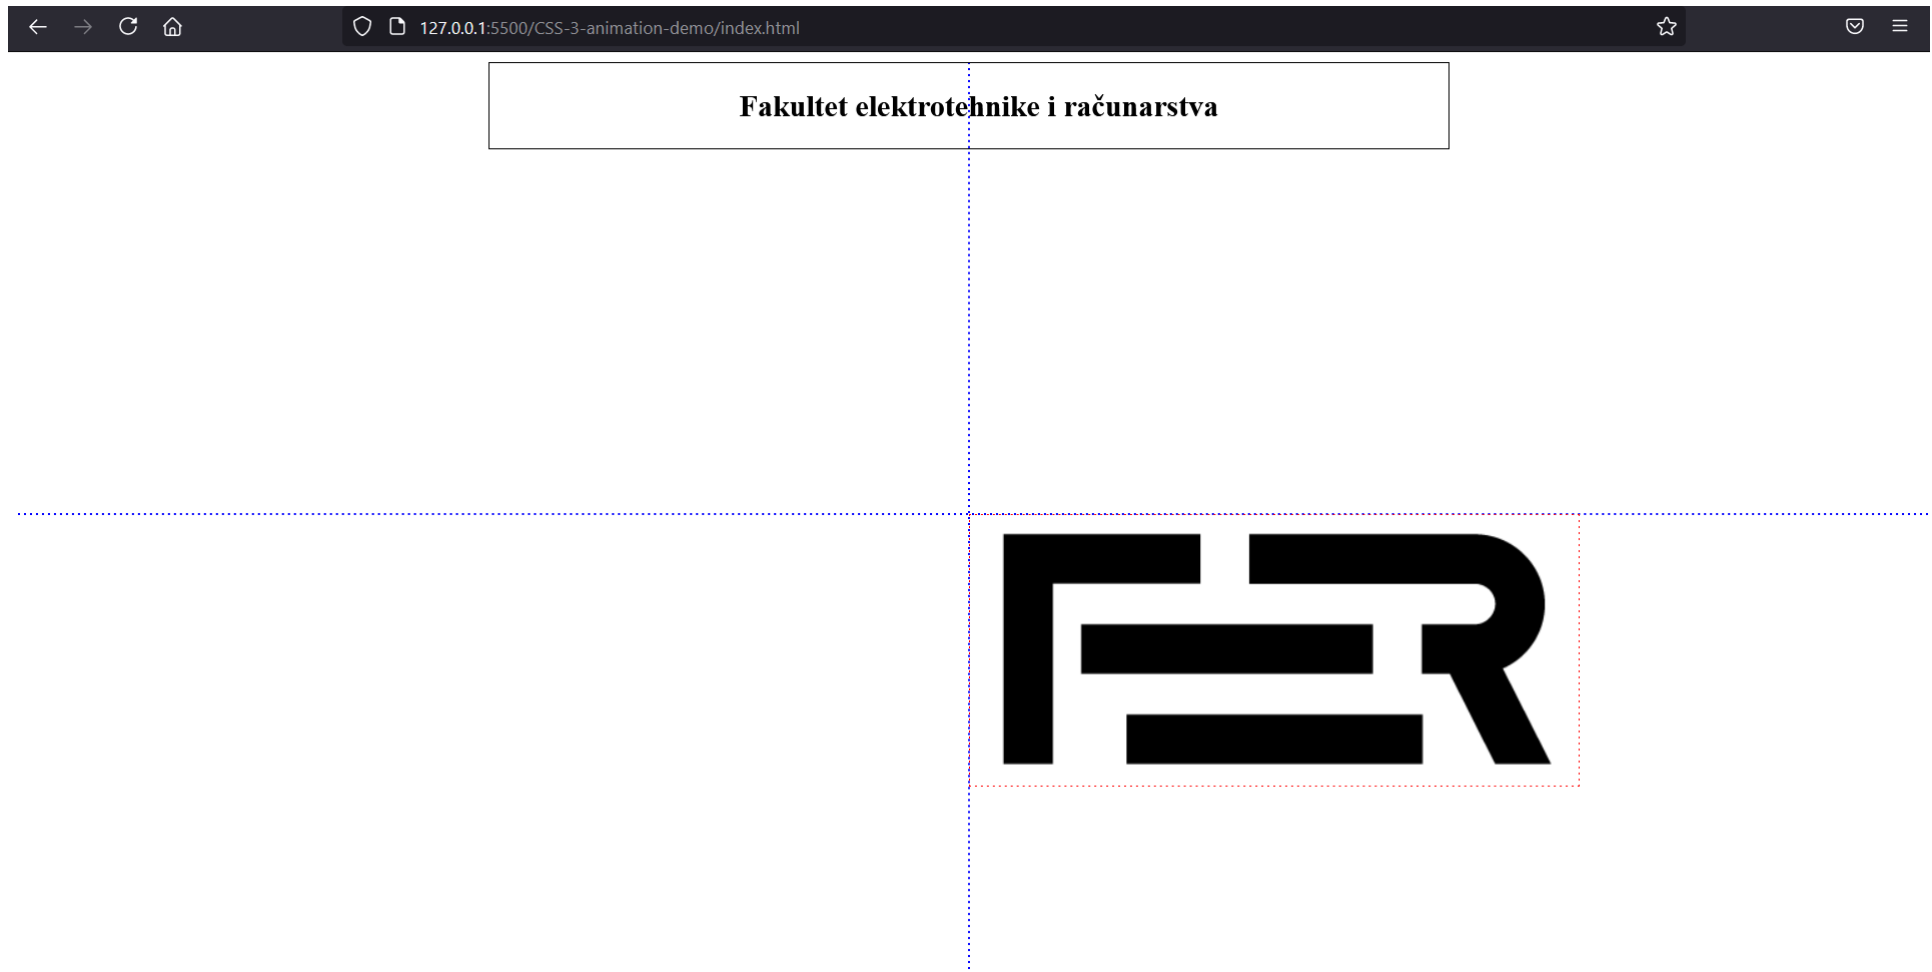 127.0.0.1:5500/CSS-3-animation-demo/index.html
Fakultet elektrotehnike i računarstva
FER